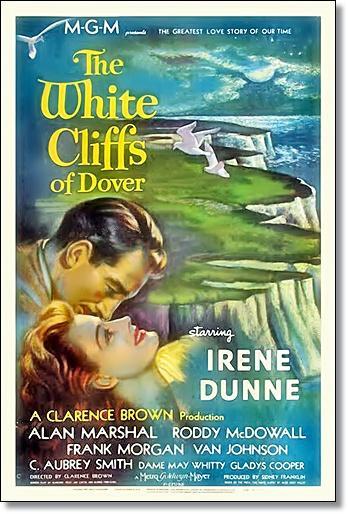 M-G-M presents THE GREATEST LOVE STORY OF OUR TIME
The
White
Cliffs
of Dover
starring
IRENE
DUNNE
A CLARENCE BROWN Production
ALAN MARSHAL RODDY McDOWALL
FRANK MORGAN VAN JOHNSON
C. AUBREY SMITH DAME MAY WHITTY GLADYS COOPER
DIRECTED BY CLARENCE BROWN A Metro Goldwyn Mayer PICTURE PRODUCED BY SIDNEY FRANKLIN